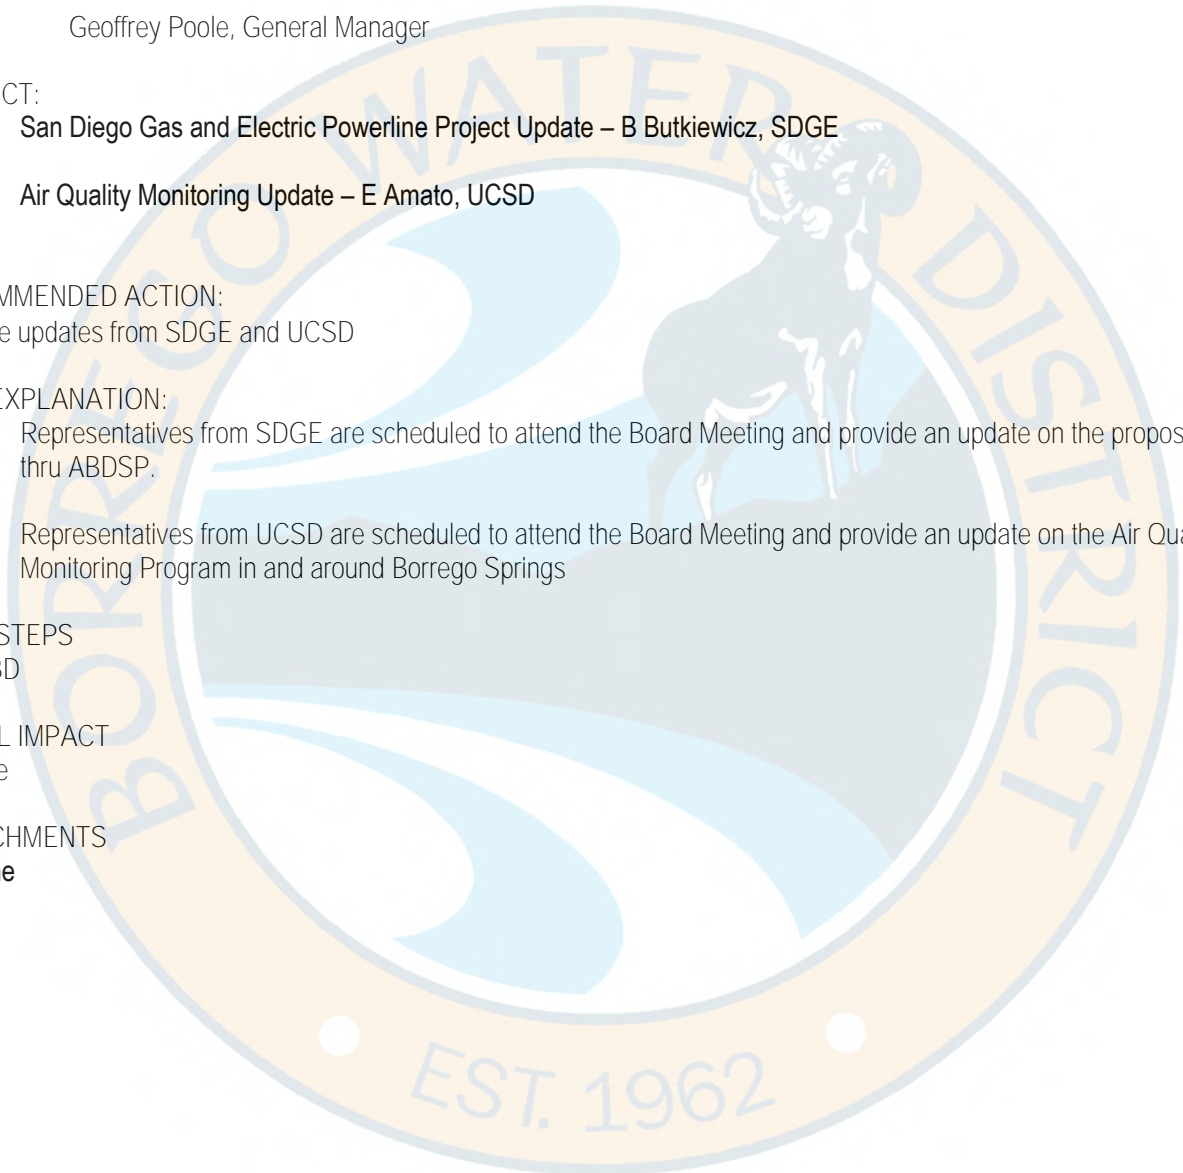 Geoffrey Poole, General Manager
CT:
San Diego Gas and Electric Powerline Project Update – B Butkiewicz, SDGE
Air Quality Monitoring Update – E Amato, UCSD
MMENDED ACTION:
e updates from SDGE and UCSD
EXPLANATION:
Representatives from SDGE are scheduled to attend the Board Meeting and provide an update on the propos
thru ABDSP.
Representatives from UCSD are scheduled to attend the Board Meeting and provide an update on the Air Qua
Monitoring Program in and around Borrego Springs
STEPS
BD
L IMPACT
e
CHMENTS
ne
BORREGO WATER DISTRICT
EST. 1962